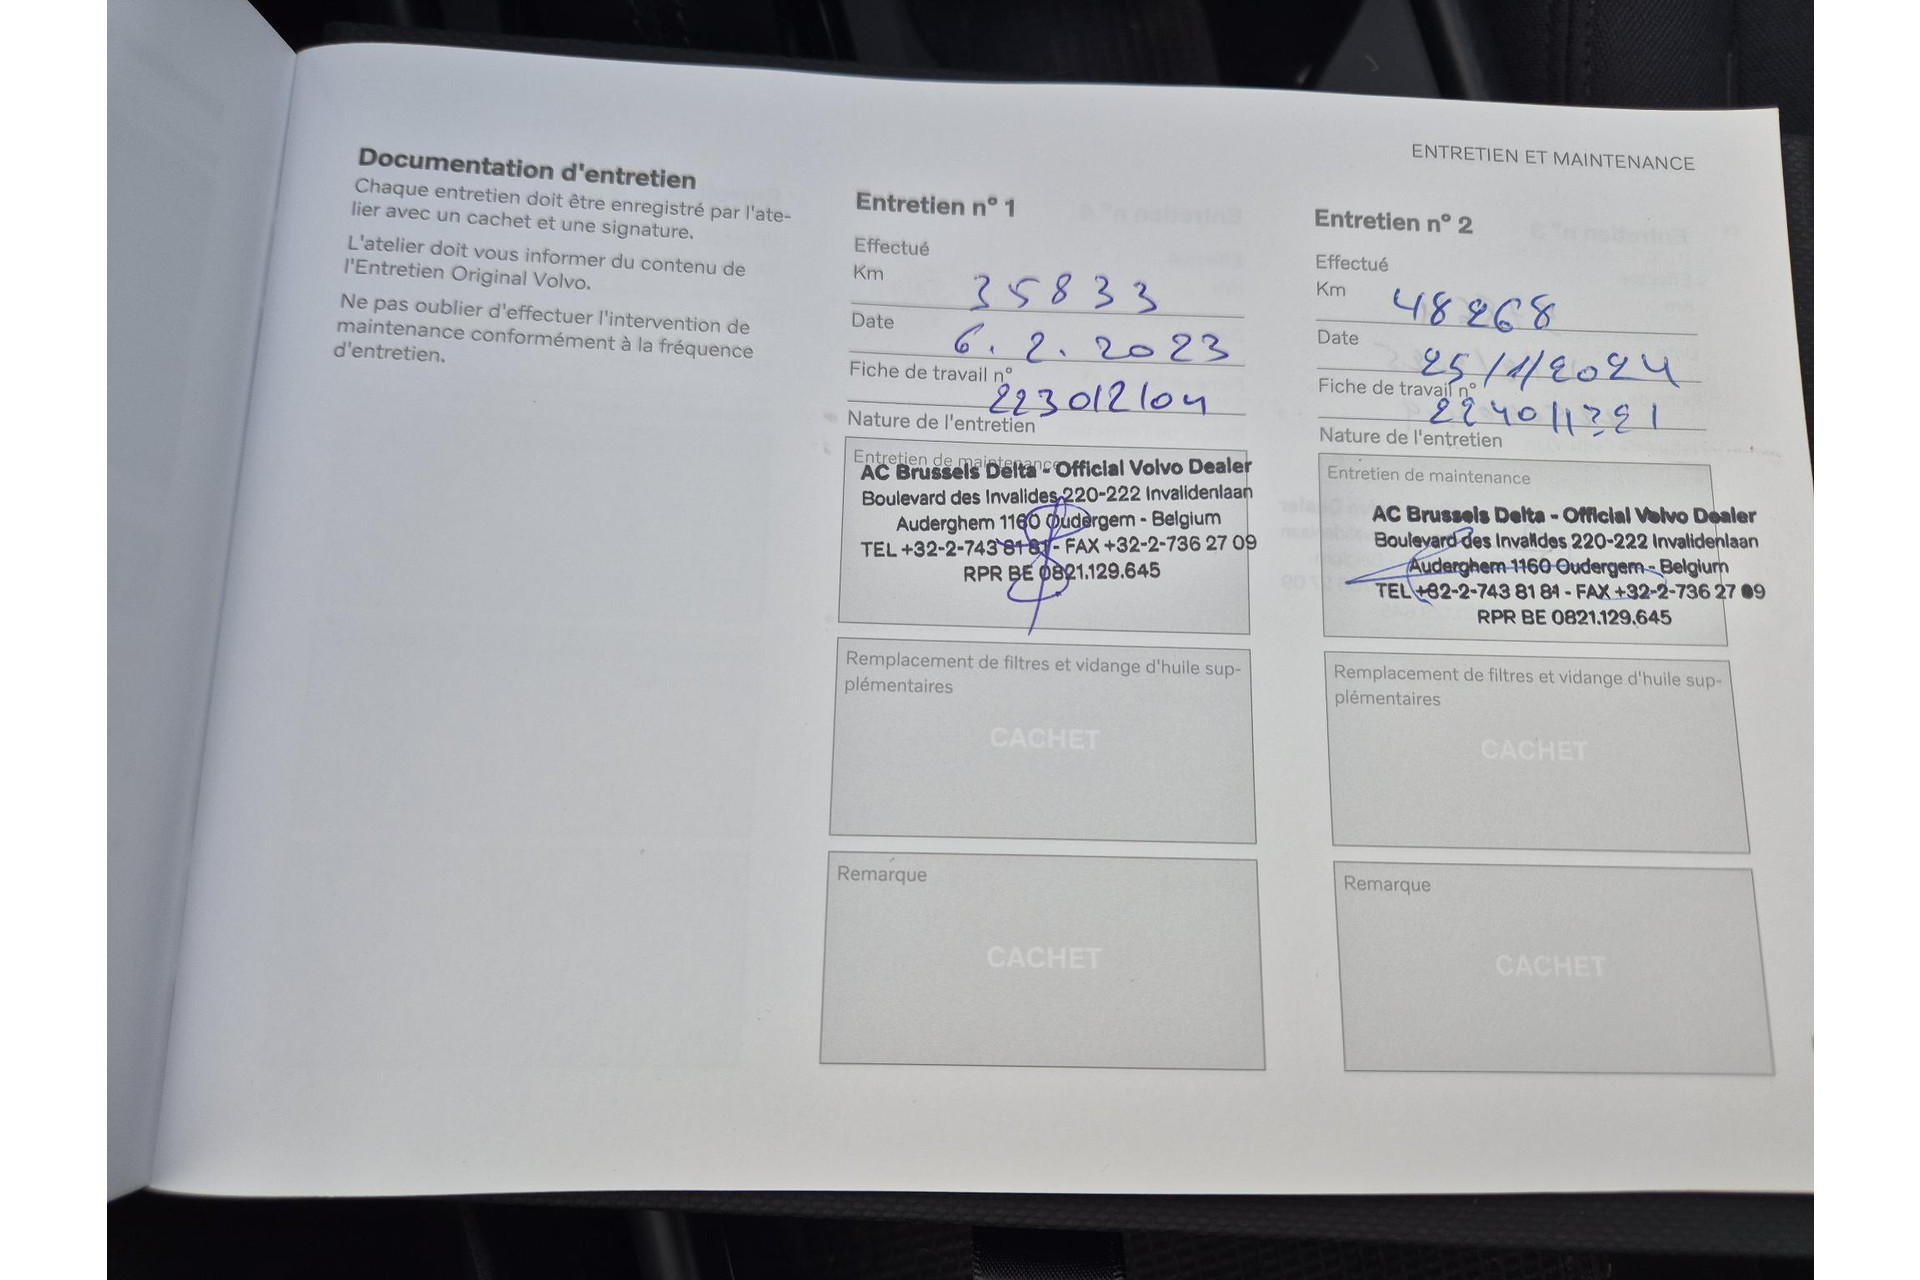 ENTRETIEN ET MAINTENANCE
Documentation d'entretien
Chaque entretien doit être enregistré par l'ate-
lier avec un cachet et une signature.
L'atelier doit vous informer du contenu de
l'Entretien Original Volvo.
Ne pas oublier d'effectuer l'intervention de
maintenance conformément à la fréquence
d'entretien.
Entretien n° 1
Effectué
Km 35833
Date 6.2.2023
Fiche de travail n° 223012104
Nature de l'entretien
Entretien de maintenance
AC Brussels Delta - Official Volvo Dealer
Boulevard des Invalides 220-222 Invalidenlaan
Auderghem 1160 Oudergem - Belgium
TEL +32-2-743 81 81 - FAX +32-2-736 27 09
RPR BE 0821.129.645
Remplacement de filtres et vidange d'huile sup-
plémentaires
CACHET
Remarque
CACHET
Entretien n° 2
Effectué
Km 48268
Date 25/1/2024
Fiche de travail n°
Nature de l'entretien
Entretien de maintenance
AC Brussels Delta - Official Volvo Dealer
Boulevard des Invalides 220-222 Invalidenlaan
Auderghem 1160 Oudergem - Belgium
TEL +32-2-743 81 81 - FAX +32-2-736 27 09
RPR BE 0821.129.645
Remplacement de filtres et vidange d'huile sup-
plémentaires
CACHET
Remarque
CACHET